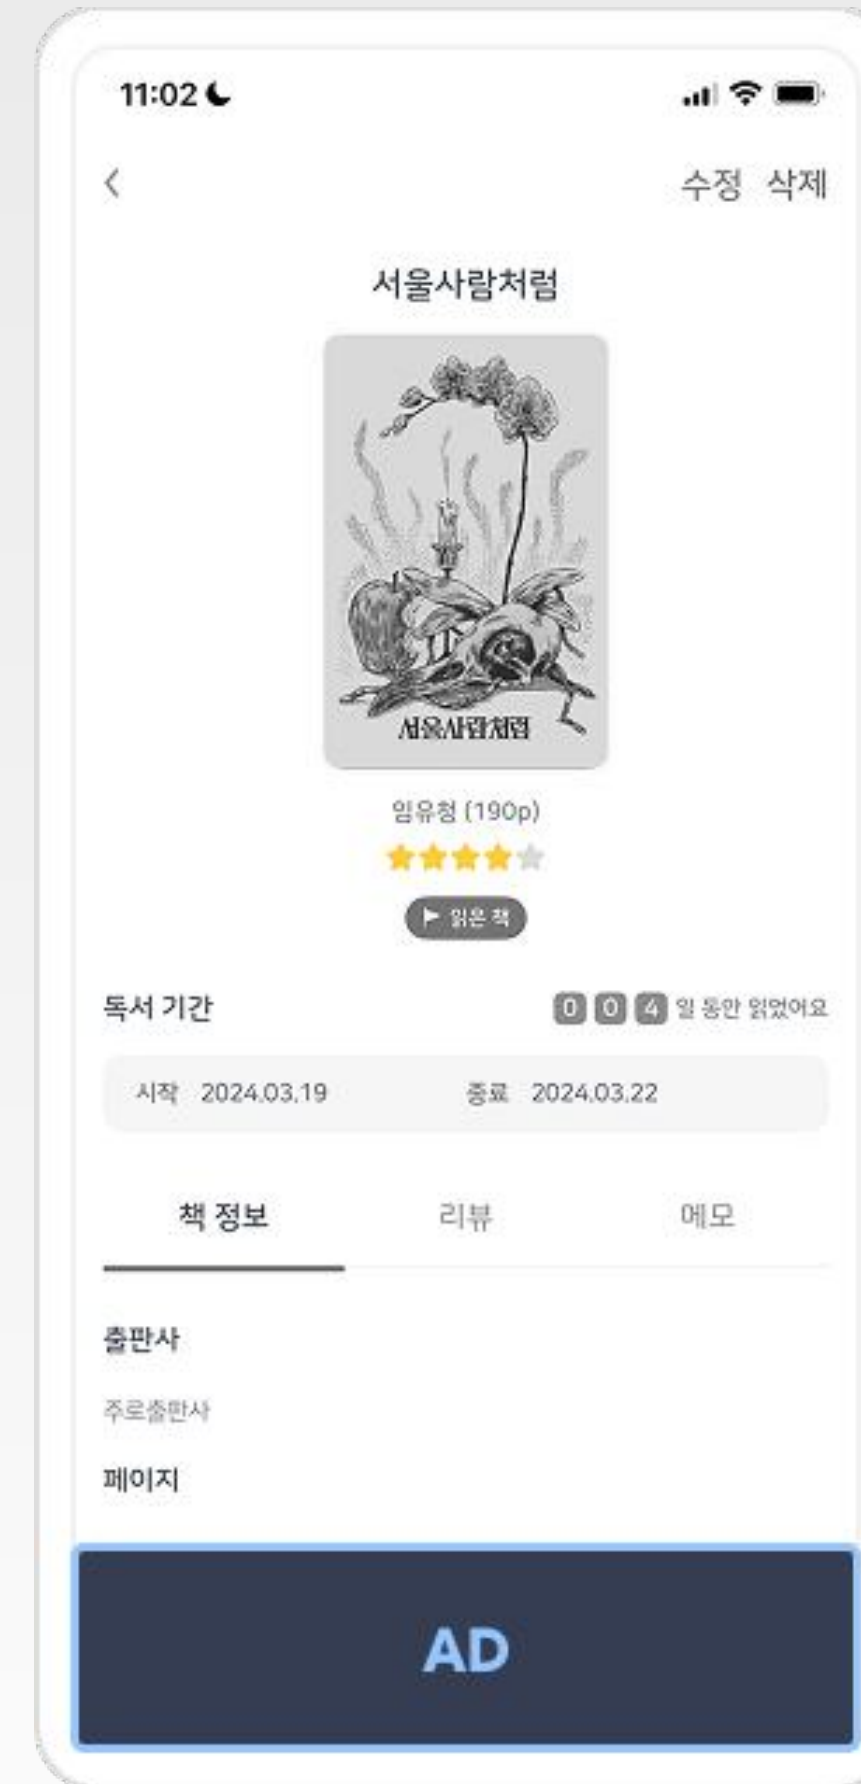 11:02
수정 삭제
서울사람처럼
서울사람처럼
임유청 (190p)
읽은 책
독서 기간 0 0 4 일 동안 읽었어요
시작 2024.03.19 종료 2024.03.22
책 정보 리뷰 메모
출판사
주로출판사
페이지
AD